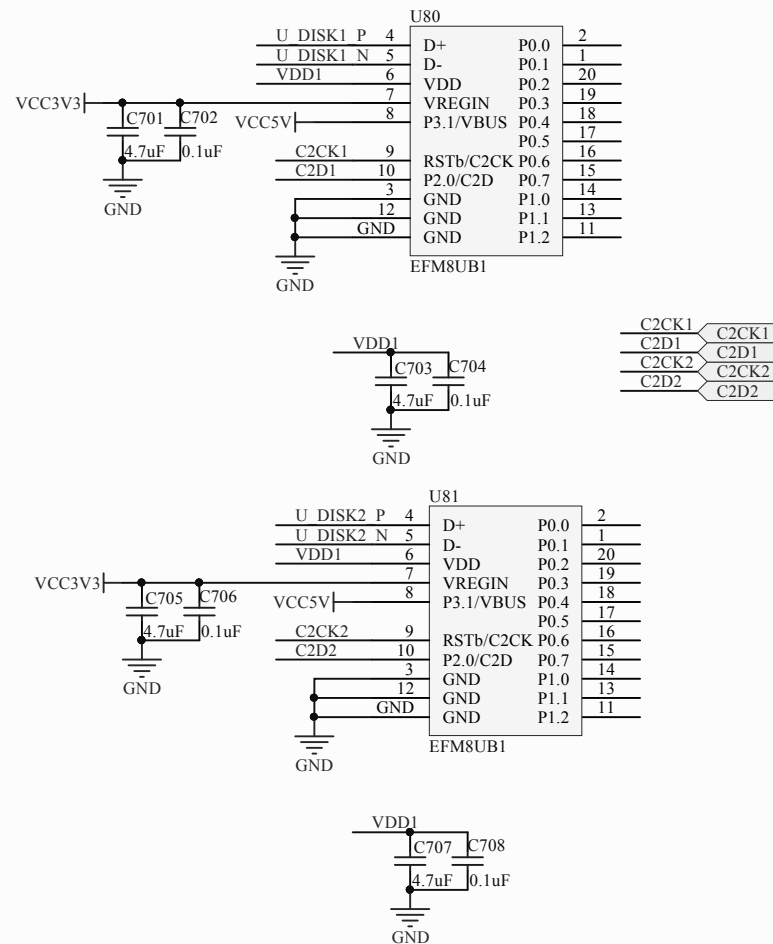 U80
U_DISK1_P 4 D+ P0.0 2
U_DISK1_N 5 D- P0.1 1
VDD1 6 VDD P0.2 20
VCC3V3 7 VREGIN P0.3 19
VCC5V 8 P3.1/VBUS P0.4 18
C701 C702
P0.5 17
4.7uF 0.1uF
C2CK1 9 RSTb/C2CK P0.6 16
C2D1 10 P2.0/C2D P0.7 15
3 GND P1.0 14
GND
12 GND P1.1 13
GND GND P1.2 11
EFM8UB1
GND
C2CK1 C2CK1
C2D1 C2D1
C2CK2 C2CK2
C2D2 C2D2
VDD1
C703 C704
4.7uF 0.1uF
GND
U81
U_DISK2_P 4 D+ P0.0 2
U_DISK2_N 5 D- P0.1 1
VDD1 6 VDD P0.2 20
VCC3V3 7 VREGIN P0.3 19
VCC5V 8 P3.1/VBUS P0.4 18
C705 C706
P0.5 17
4.7uF 0.1uF
C2CK2 9 RSTb/C2CK P0.6 16
C2D2 10 P2.0/C2D P0.7 15
3 GND P1.0 14
GND
12 GND P1.1 13
GND GND P1.2 11
EFM8UB1
GND
VDD1
C707 C708
4.7uF 0.1uF
GND